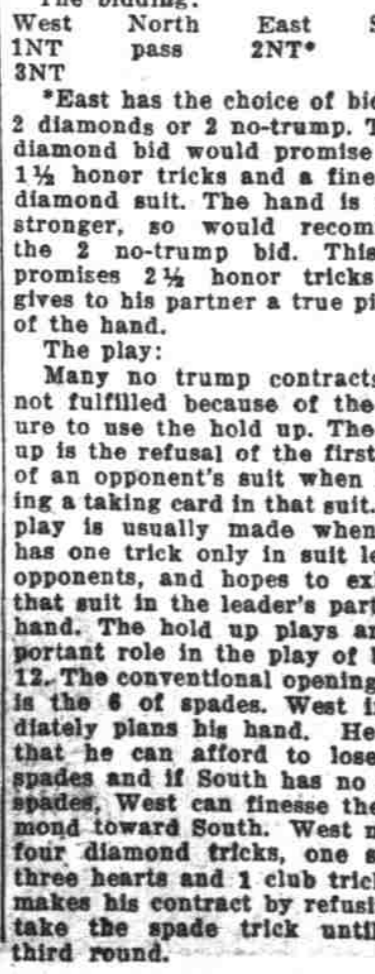 The bidding:
West North East S
1NT pass 2NT*
3NT
*East has the choice of bi
2 diamonds or 2 no-trump. T
diamond bid would promise
1½ honor tricks and a fine
diamond suit. The hand is
stronger, so would recom
the 2 no-trump bid. This
promises 2½ honor tricks
gives to his partner a true pi
of the hand.
The play:
Many no trump contracts
not fulfilled because of the
ure to use the hold up. The
up is the refusal of the first
of an opponent's suit when
ing a taking card in that suit.
play is usually made when
has one trick only in suit le
opponents, and hopes to ex
that suit in the leader's part
hand. The hold up plays an
portant role in the play of
12. The conventional opening
is the 6 of spades. West i
diately plans his hand. He
that he can afford to lose
spades and if South has no
spades, West can finesse the
mond toward South. West
four diamond tricks, one s
three hearts and 1 club tric
makes his contract by refusi
take the spade trick until
third round.